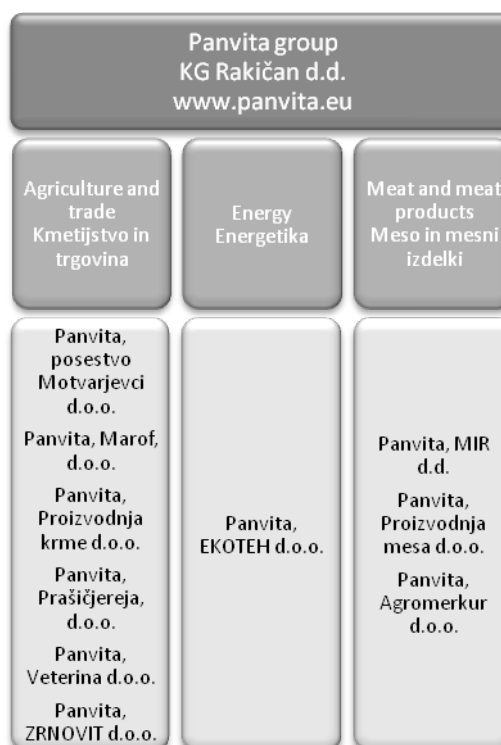 Panvita group
KG Rakičan d.d.
www.panvita.eu
Agriculture and
trade
Kmetijstvo in
trgovina
Energy
Energetika
Meat and meat
products
Meso in mesni
izdelki
Panvita,
posestvo
Motvarjevci
d.o.o.
Panvita, Marof,
d.o.o.
Panvita,
Proizvodnja
krme d.o.o.
Panvita,
Prašičjereja,
d.o.o.
Panvita,
Veterina d.o.o.
Panvita,
ZRNOVIT d.o.o.
Panvita,
EKOTEH d.o.o.
Panvita, MIR
d.d.
Panvita,
Proizvodnja
mesa d.o.o.
Panvita,
Agromerkur
d.o.o.